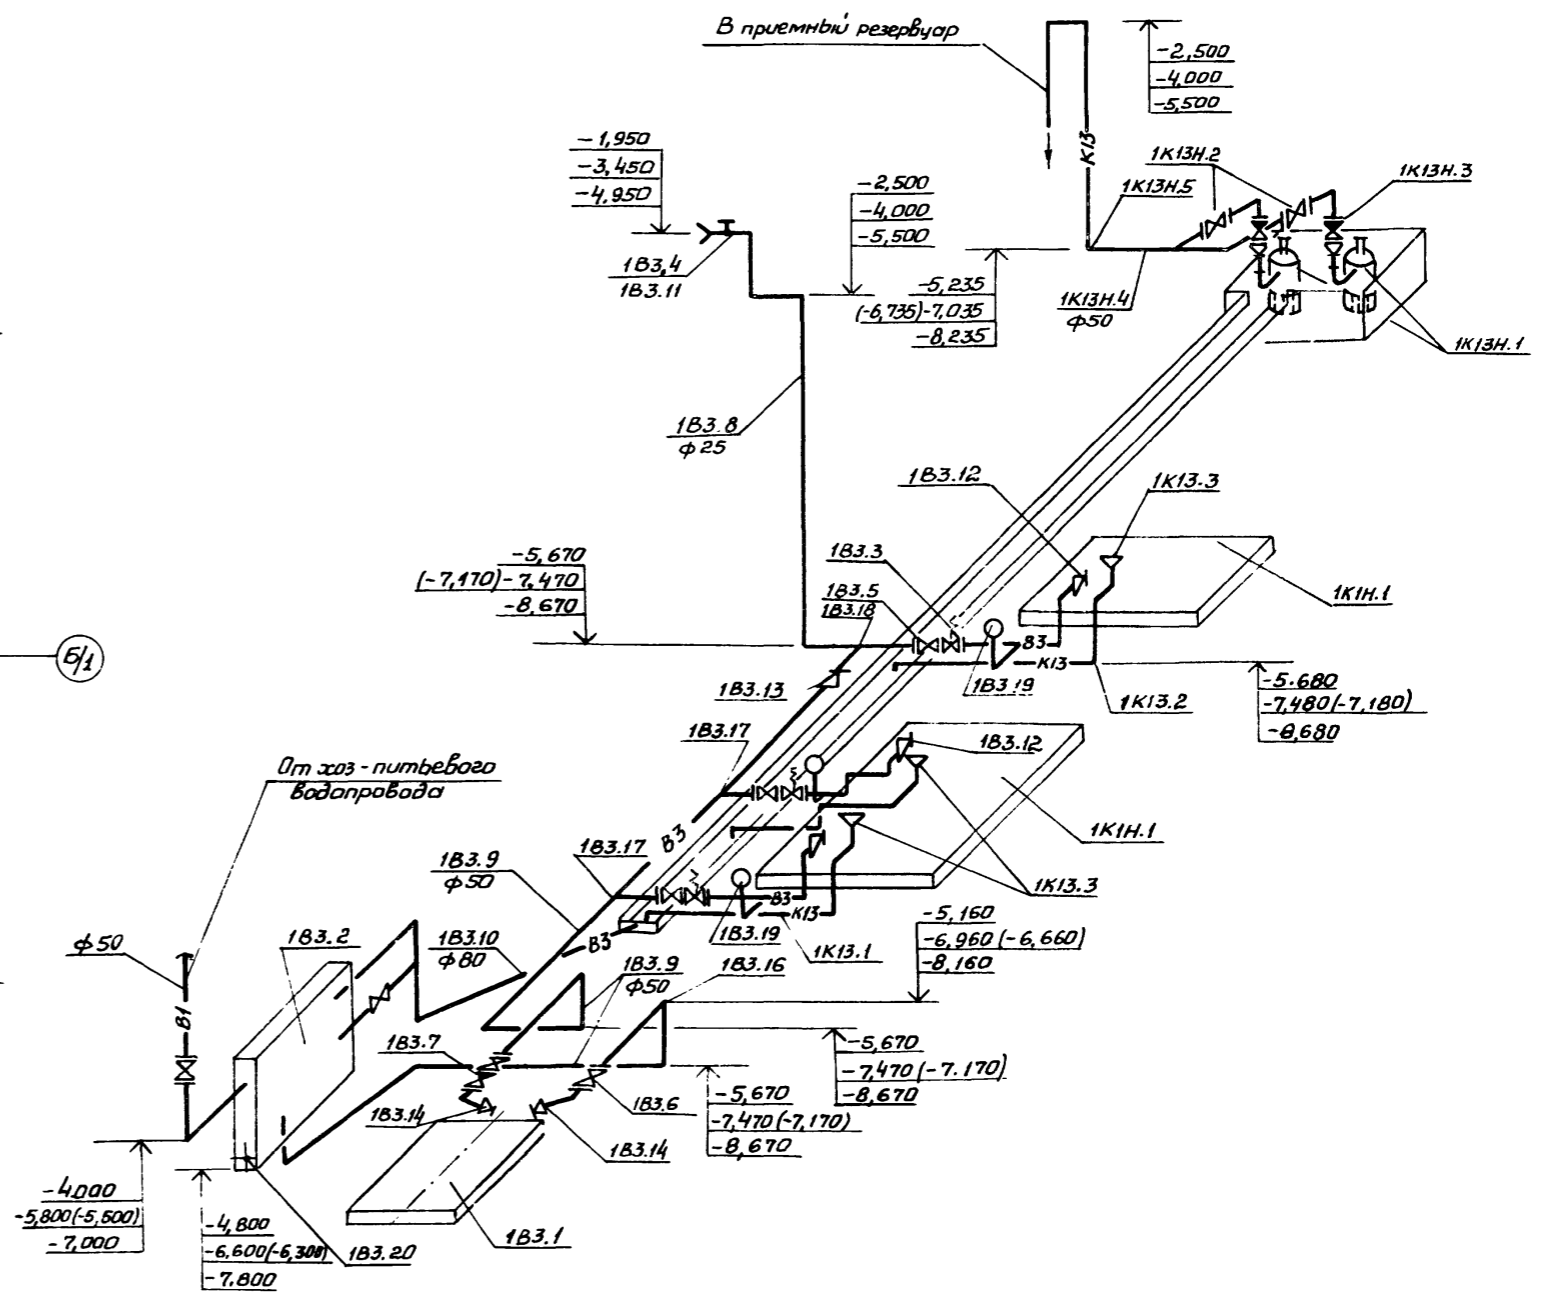 В приемный резервуар
-2,500
-4,000
-5,500
-1,950
-3,450
-4,950
К13
1К13Н.2
1К13Н.3
1К13Н.5
-2,500
-4,000
-5,500
1В3,4
1В3.11
-5,235
(-6,735)-7,035
-8,235
1К13Н.4
ф50
1К13Н.1
1В3.8
ф25
1В3.12
1К13.3
-5,670
(-7,170)-7,470
-8,670
1В3.3
1В3.5
1В3.18
1К1Н.1
Б/1
В3
К13
1В3.13
1В3.19
1К13.2
-5.680
-7,480(-7,180)
-8,680
1В3.17
1В3.12
От хоз-питьевого
водопровода
В3
1К1Н.1
1В3.17
1В3.9
ф50
1К13.3
В3
К13
-5,160
-6,960(-6,660)
-8,160
ф50
1В3.2
1В3.10
ф80
В3
1В3.19
1К13.1
1В3.9
ф50
1В3.16
В1
1В3.7
-5,670
-7,470(-7.170)
-8,670
1В3.14
1В3.6
-5,670
-7,470(-7,170)
-8,670
1В3.14
-4.000
-5,800(-5,500)
-7,000
-4,800
-6,600(-6,300)
-7.800
1В3.20
1В3.1